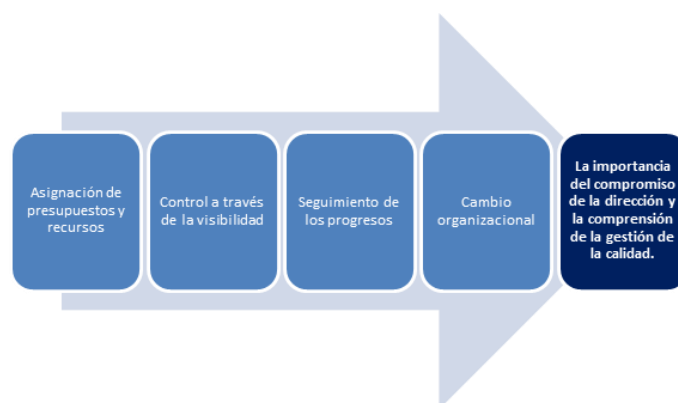 Asignación de
presupuestos y
recursos
Control a través
de la visibilidad
Seguimiento de
los progresos
Cambio
organizacional
La importancia
del compromiso
de la dirección y
la comprensión
de la gestión de
la calidad.